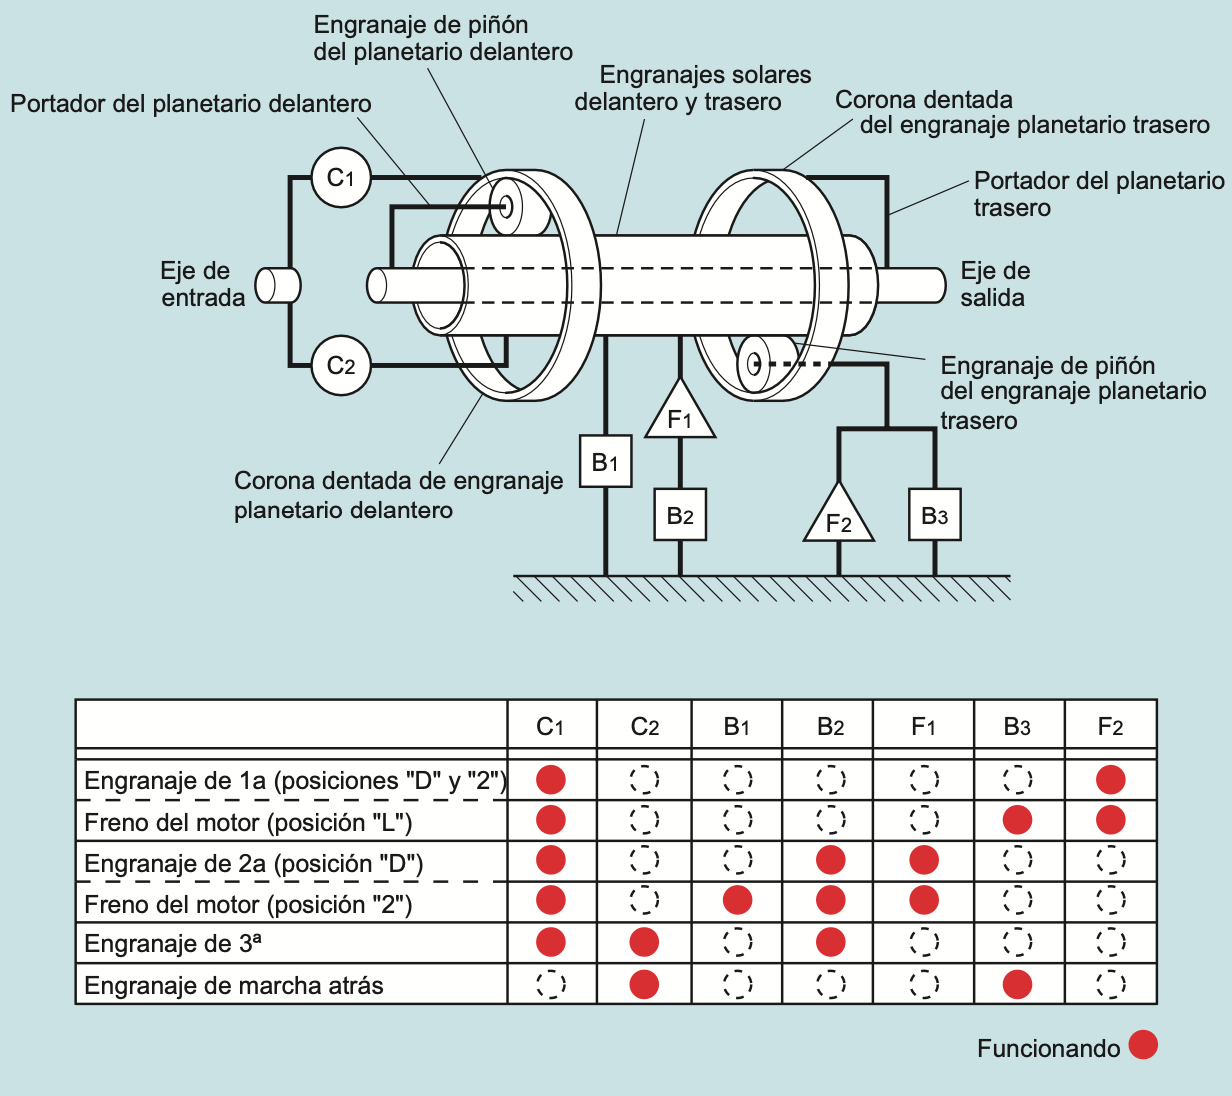 Engranaje de piñón
del planetario delantero
Engranajes solares
delantero y trasero
Portador del planetario delantero
Corona dentada
del engranaje planetario trasero
C1
Portador del planetario
trasero
Eje de
entrada
Eje de
salida
C2
Engranaje de piñón
del engranaje planetario
trasero
F1
B1
Corona dentada de engranaje
planetario delantero
B2
F2
B3
C1 C2 B1 B2 F1 B3 F2
Engranaje de 1a (posiciones "D" y "2")
Freno del motor (posición "L")
Engranaje de 2a (posición "D")
Freno del motor (posición "2")
Engranaje de 3ª
Engranaje de marcha atrás
Funcionando